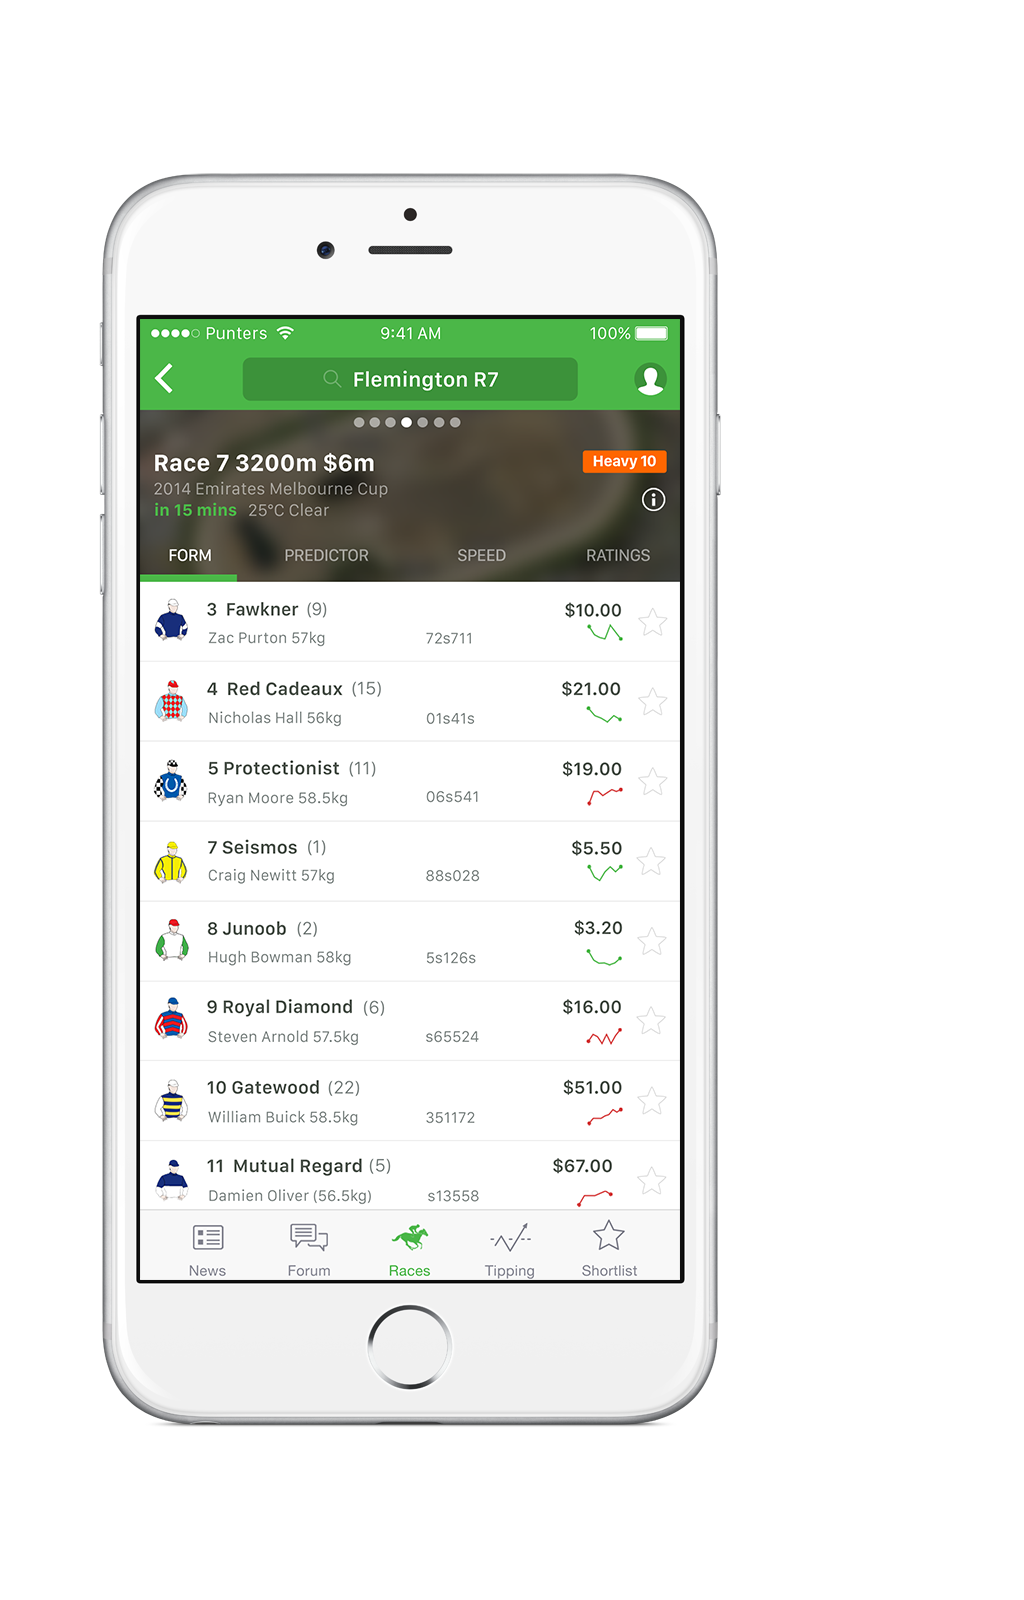 Punters 9:41 AM 100%
Flemington R7
Race 7 3200m $6m Heavy 10
2014 Emirates Melbourne Cup
in 15 mins 25°C Clear
FORM PREDICTOR SPEED RATINGS
3 Fawkner (9) $10.00
Zac Purton 57kg 72s711
4 Red Cadeaux (15) $21.00
Nicholas Hall 56kg 01s41s
5 Protectionist (11) $19.00
Ryan Moore 58.5kg 06s541
7 Seismos (1) $5.50
Craig Newitt 57kg 88s028
8 Junoob (2) $3.20
Hugh Bowman 58kg 5s126s
9 Royal Diamond (6) $16.00
Steven Arnold 57.5kg s65524
10 Gatewood (22) $51.00
William Buick 58.5kg 351172
11 Mutual Regard (5) $67.00
Damien Oliver (56.5kg) s13558
News Forum Races Tipping Shortlist